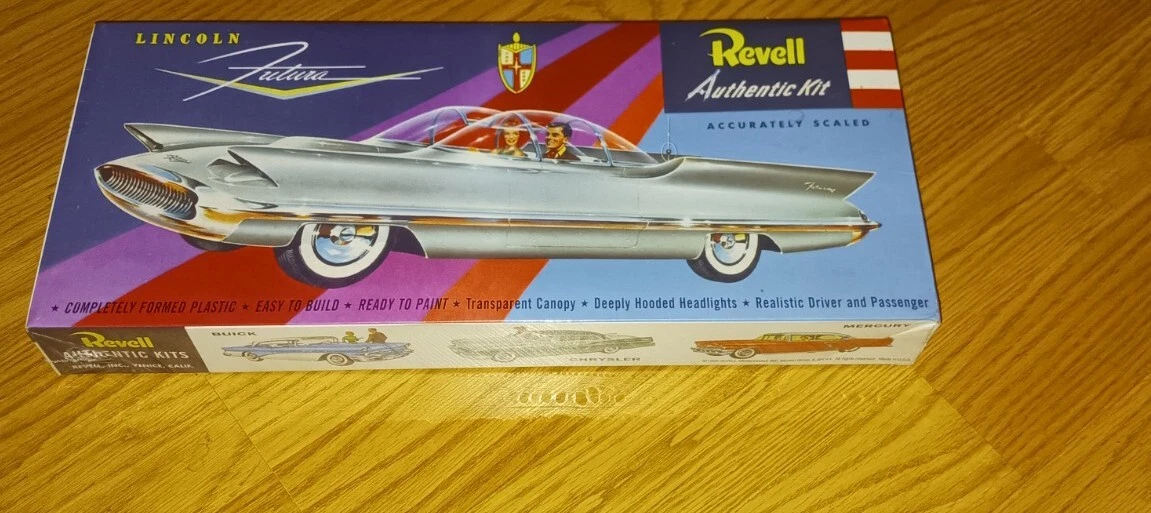 LINCOLN
Futura
Revell
Authentic Kit
ACCURATELY SCALED
★ COMPLETELY FORMED PLASTIC ★ EASY TO BUILD ★ READY TO PAINT ★ Transparent Canopy ★ Deeply Hooded Headlights ★ Realistic Driver and Passenger
Revell
AUTHENTIC KITS
REVELL, INC., VENICE, CALIF.
BUICK
CHRYSLER
MERCURY